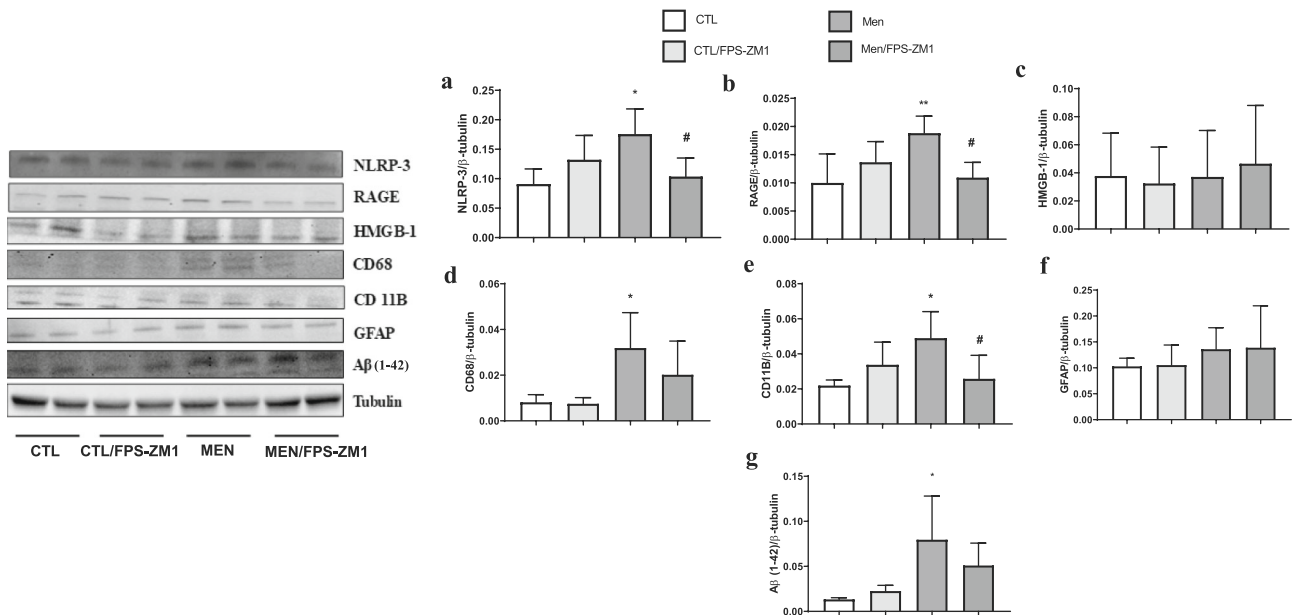 CTL
Men
CTL/FPS-ZM1
Men/FPS-ZM1
NLRP-3
RAGE
HMGB-1
CD68
CD 11B
GFAP
Aβ (1-42)
Tubulin
CTL
CTL/FPS-ZM1
MEN
MEN/FPS-ZM1
a
NLRP-3/β-tubulin
0.25
0.20
0.15
0.10
0.05
0.00
*
#
b
RAGE/β-tubulin
0.025
0.020
0.015
0.010
0.005
0.000
**
#
c
HMGB-1/β-tubulin
0.10
0.08
0.06
0.04
0.02
0.00
d
CD68/β-tubulin
0.06
0.04
0.02
0.00
*
e
CD11B/β-tubulin
0.08
0.06
0.04
0.02
0.00
*
#
f
GFAP/β-tubulin
0.25
0.20
0.15
0.10
0.05
0.00
g
Aβ (1-42)/β-tubulin
0.15
0.10
0.05
0.00
*